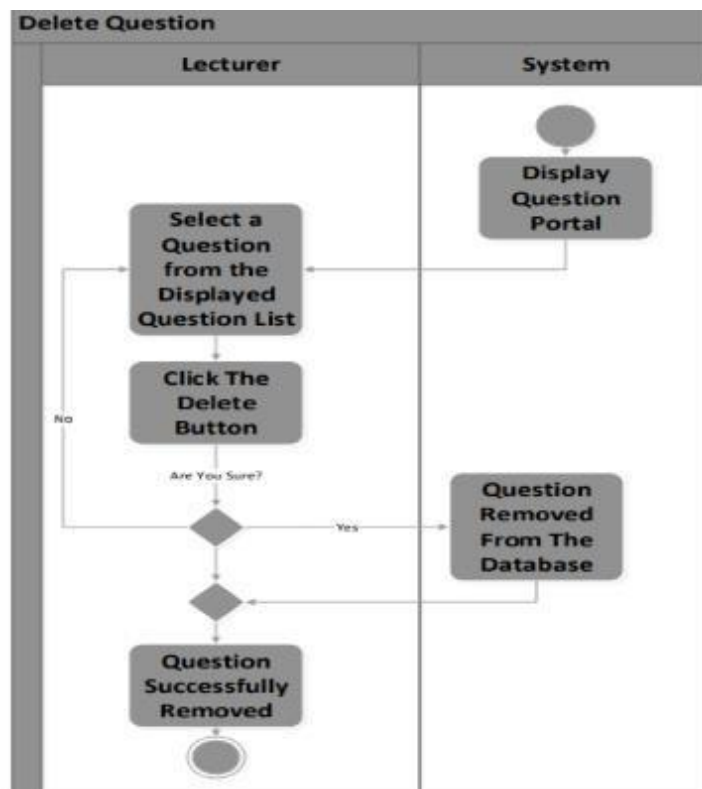 Delete Question
Lecturer
System
Display
Question
Portal
Select a
Question
from the
Displayed
Question List
Click The
Delete
Button
No
Are You Sure?
Yes
Question
Removed
From The
Database
Question
Successfully
Removed